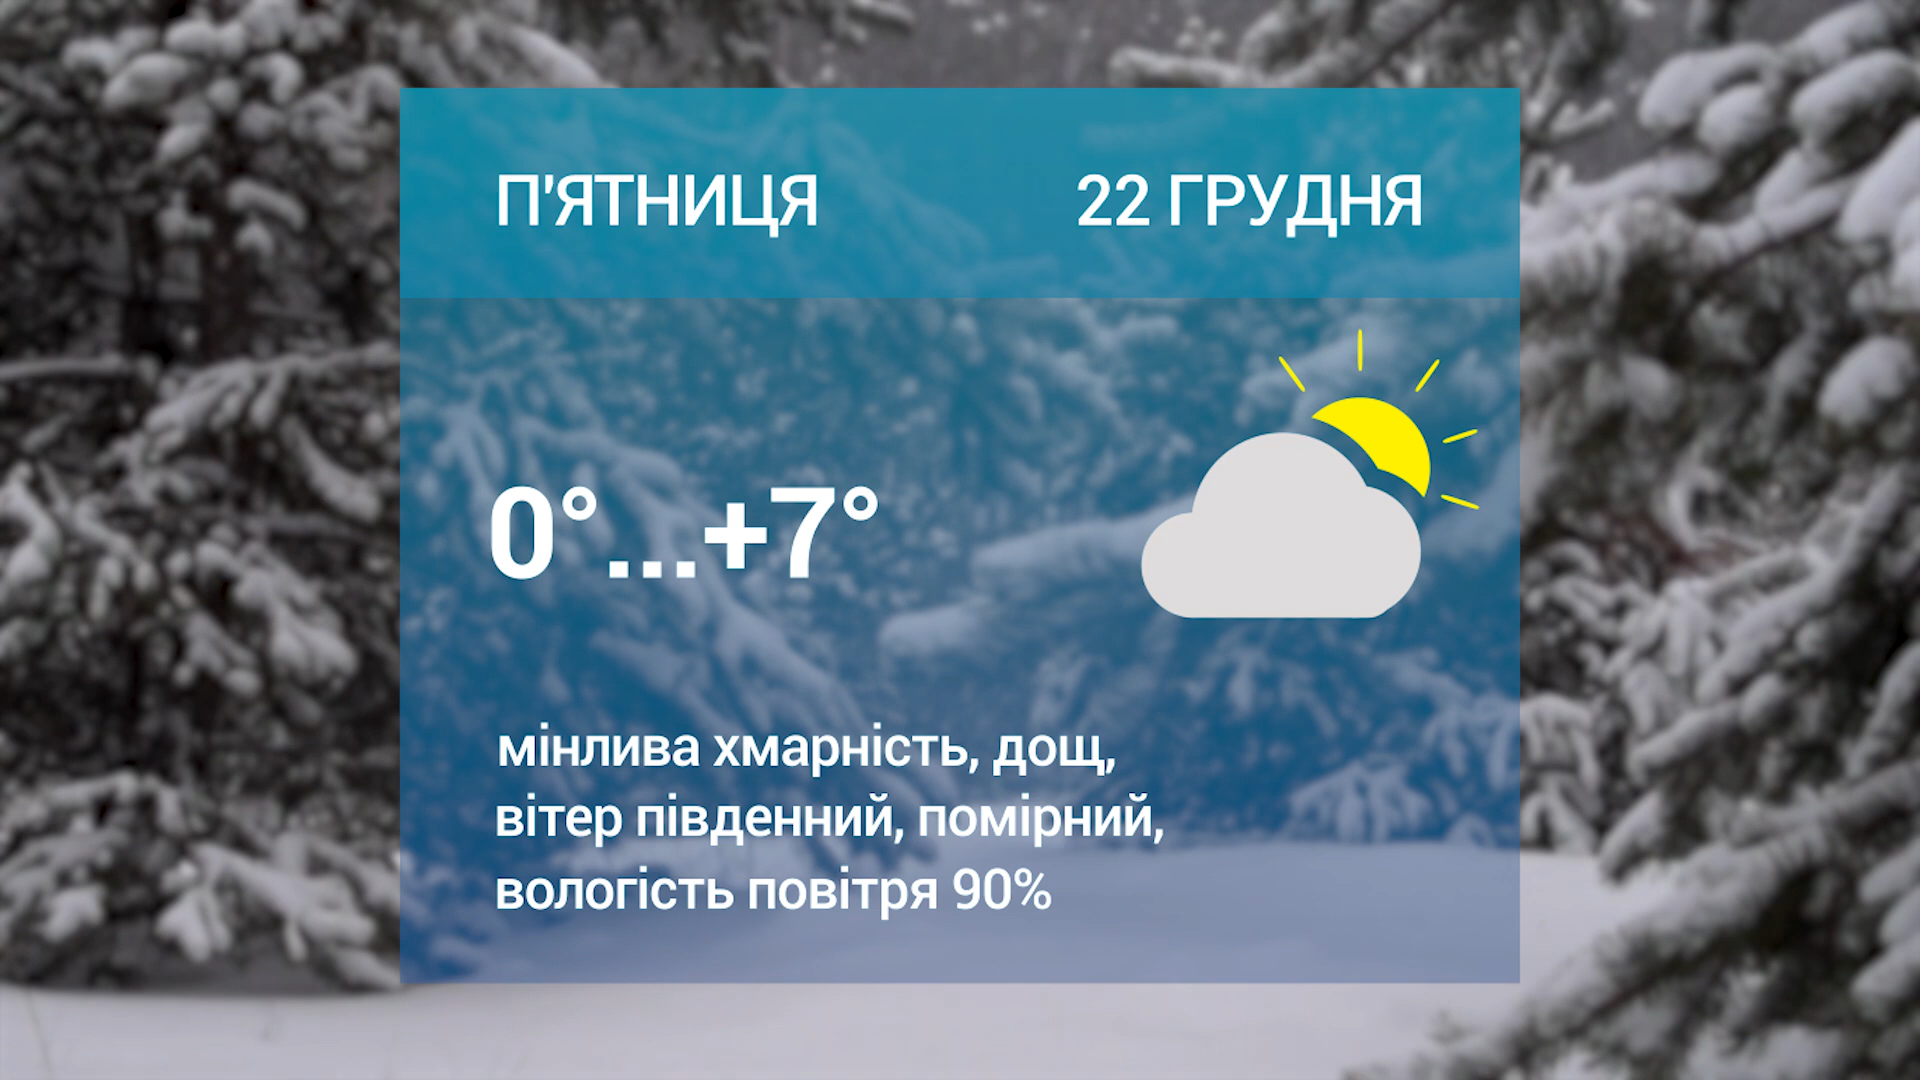 П'ЯТНИЦЯ 22 ГРУДНЯ
0°...+7°
мінлива хмарність, дощ,
вітер південний, помірний,
вологість повітря 90%